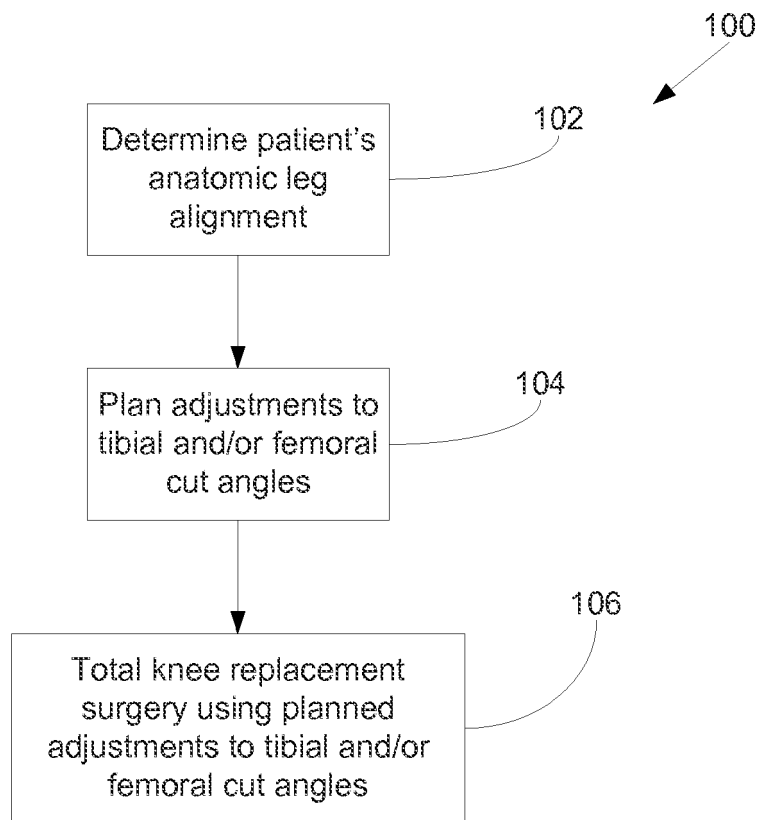 100
102
Determine patient's
anatomic leg
alignment
104
Plan adjustments to
tibial and/or femoral
cut angles
106
Total knee replacement
surgery using planned
adjustments to tibial and/or
femoral cut angles